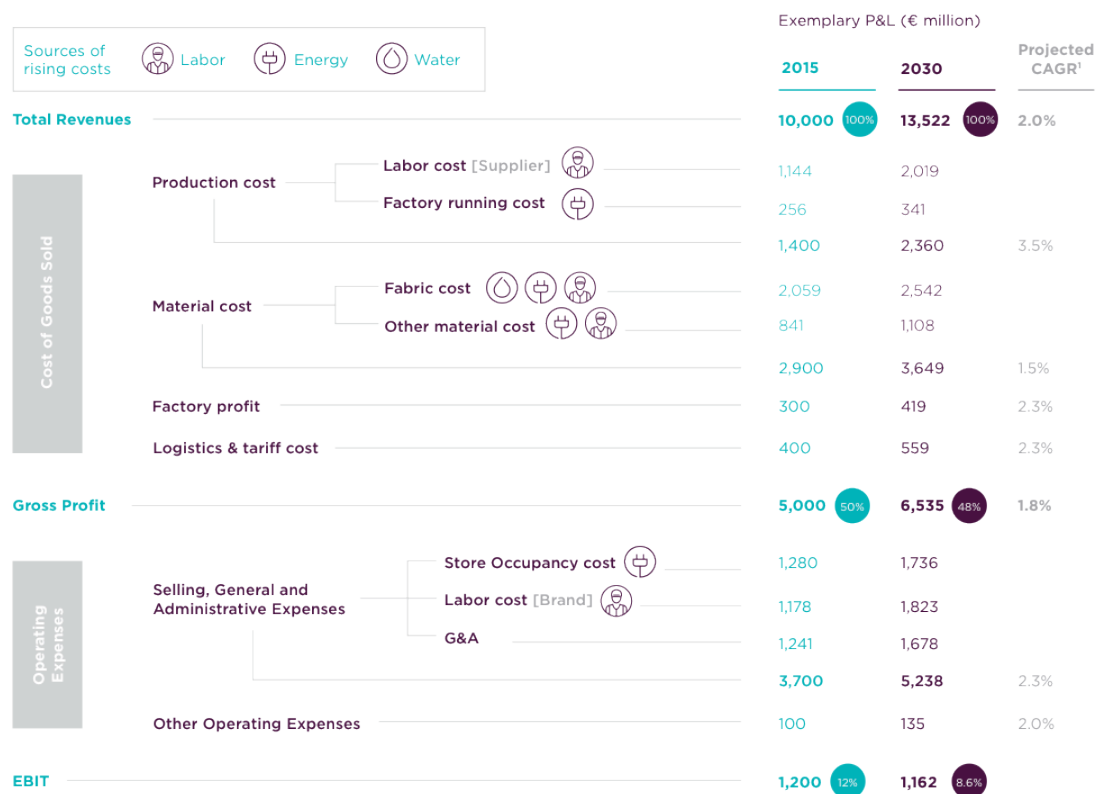 Exemplary P&L (€ million)
Sources of
rising costs
Labor
Energy
Water
2015
2030
Projected
CAGR¹
Total Revenues 10,000 100% 13,522 100% 2.0%
Cost of Goods Sold
Production cost
Labor cost [Supplier] 1,144 2,019
Factory running cost 256 341
1,400 2,360 3.5%
Material cost
Fabric cost 2,059 2,542
Other material cost 841 1,108
2,900 3,649 1.5%
Factory profit 300 419 2.3%
Logistics & tariff cost 400 559 2.3%
Gross Profit 5,000 50% 6,535 48% 1.8%
Operating
Expenses
Selling, General and
Administrative Expenses
Store Occupancy cost 1,280 1,736
Labor cost [Brand] 1,178 1,823
G&A 1,241 1,678
3,700 5,238 2.3%
Other Operating Expenses 100 135 2.0%
EBIT 1,200 12% 1,162 8.6%